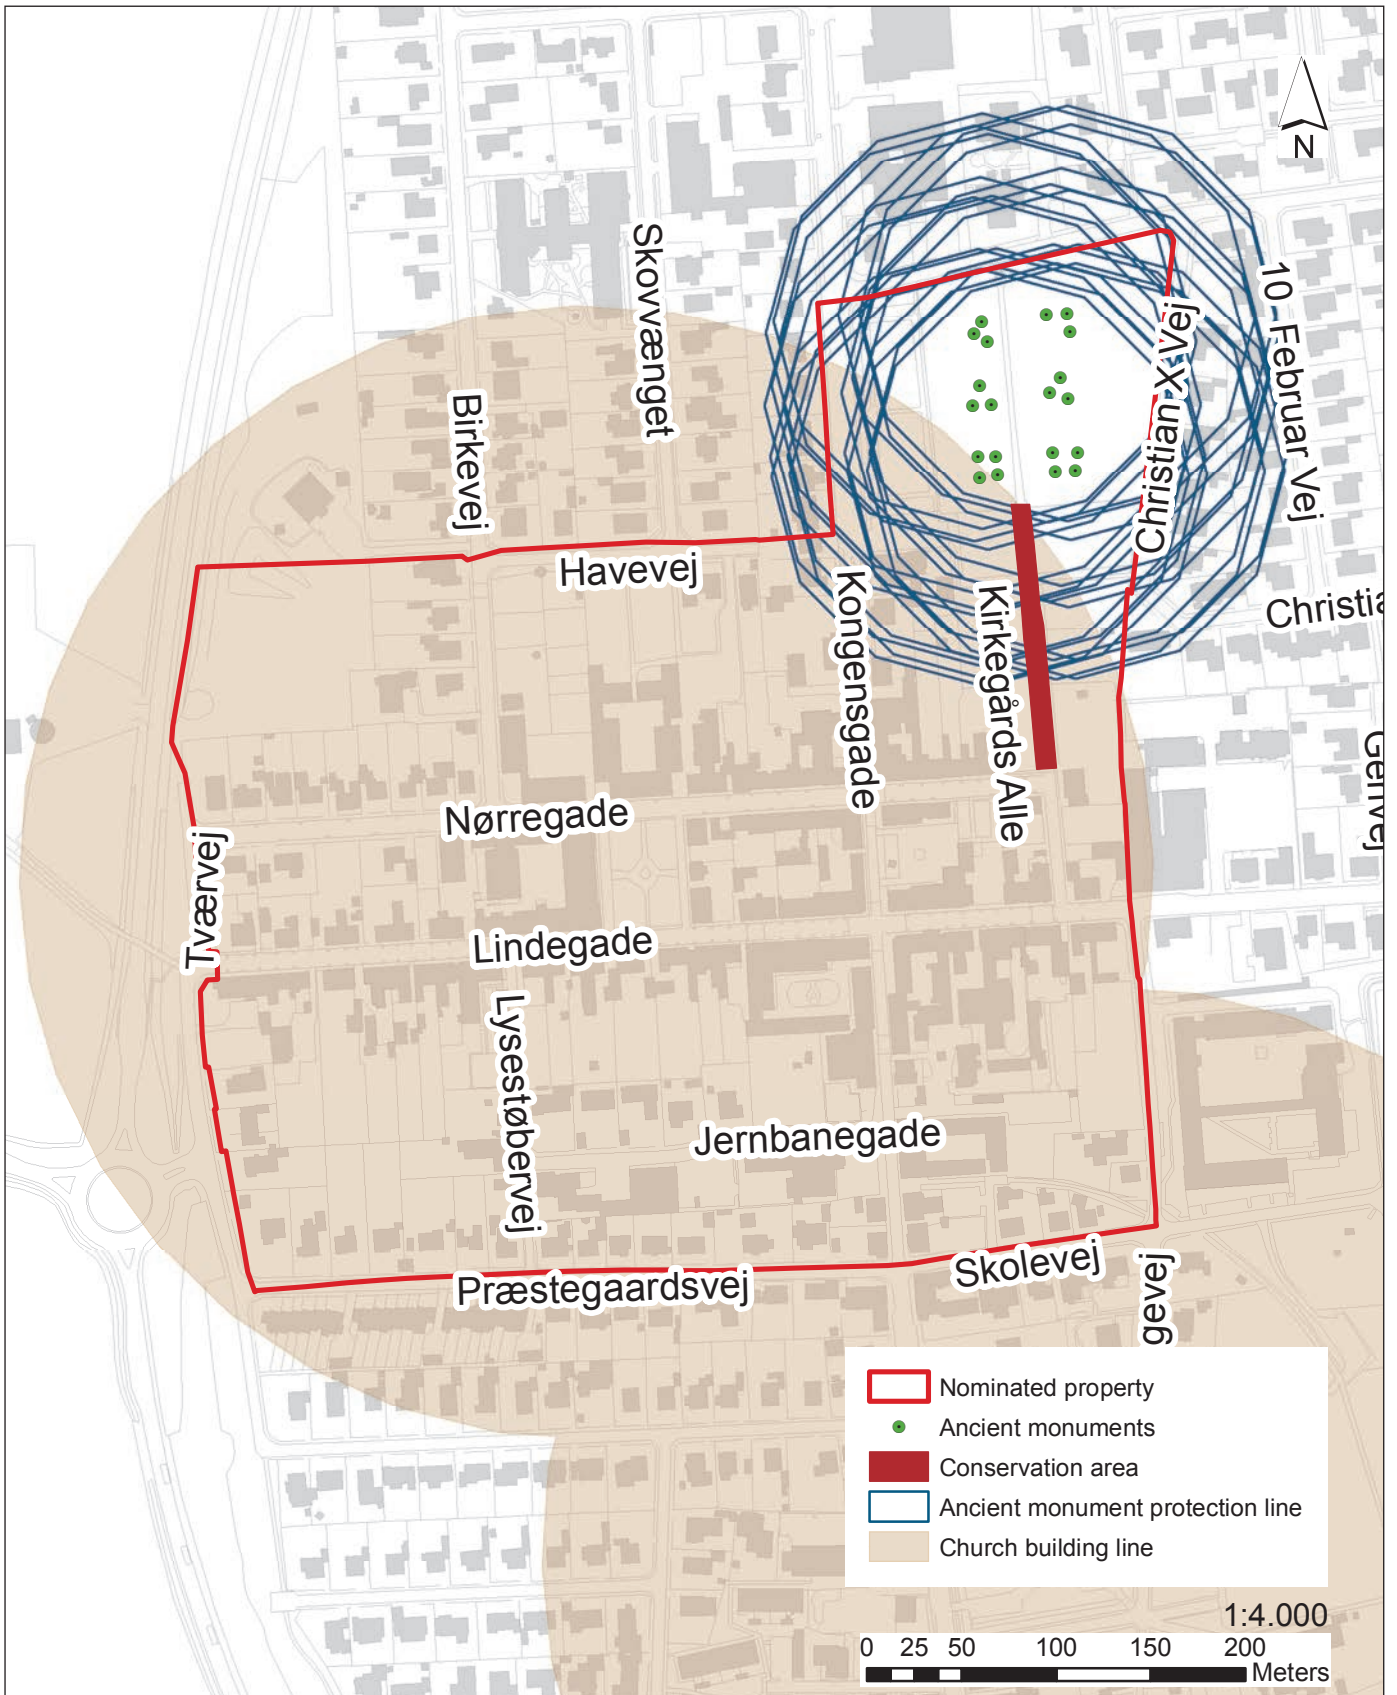 N
Skovvænget
10 Februar Vej
Christian X Vej
Birkevej
Havevej
Kongensgade
Kirkegårds Alle
Christia
Genvej
Nørregade
Tværvej
Lindegade
Lysestøbervej
Jernbanegade
Præstegaardsvej
Skolevej
gevej
Nominated property
Ancient monuments
Conservation area
Ancient monument protection line
Church building line
1:4.000
0 25 50 100 150 200
Meters